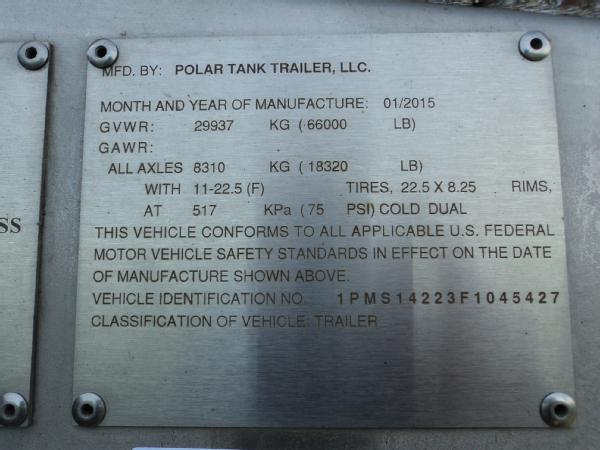 MFD. BY: POLAR TANK TRAILER, LLC.
MONTH AND YEAR OF MANUFACTURE: 01/2015
GVWR: 29937 KG ( 66000 LB)
GAWR:
ALL AXLES 8310 KG ( 18320 LB)
WITH 11-22.5 (F) TIRES, 22.5 X 8.25 RIMS,
AT 517 KPa ( 75 PSI) COLD DUAL
THIS VEHICLE CONFORMS TO ALL APPLICABLE U.S. FEDERAL
MOTOR VEHICLE SAFETY STANDARDS IN EFFECT ON THE DATE
OF MANUFACTURE SHOWN ABOVE.
VEHICLE IDENTIFICATION NO. 1PMS14223F1045427
CLASSIFICATION OF VEHICLE: TRAILER